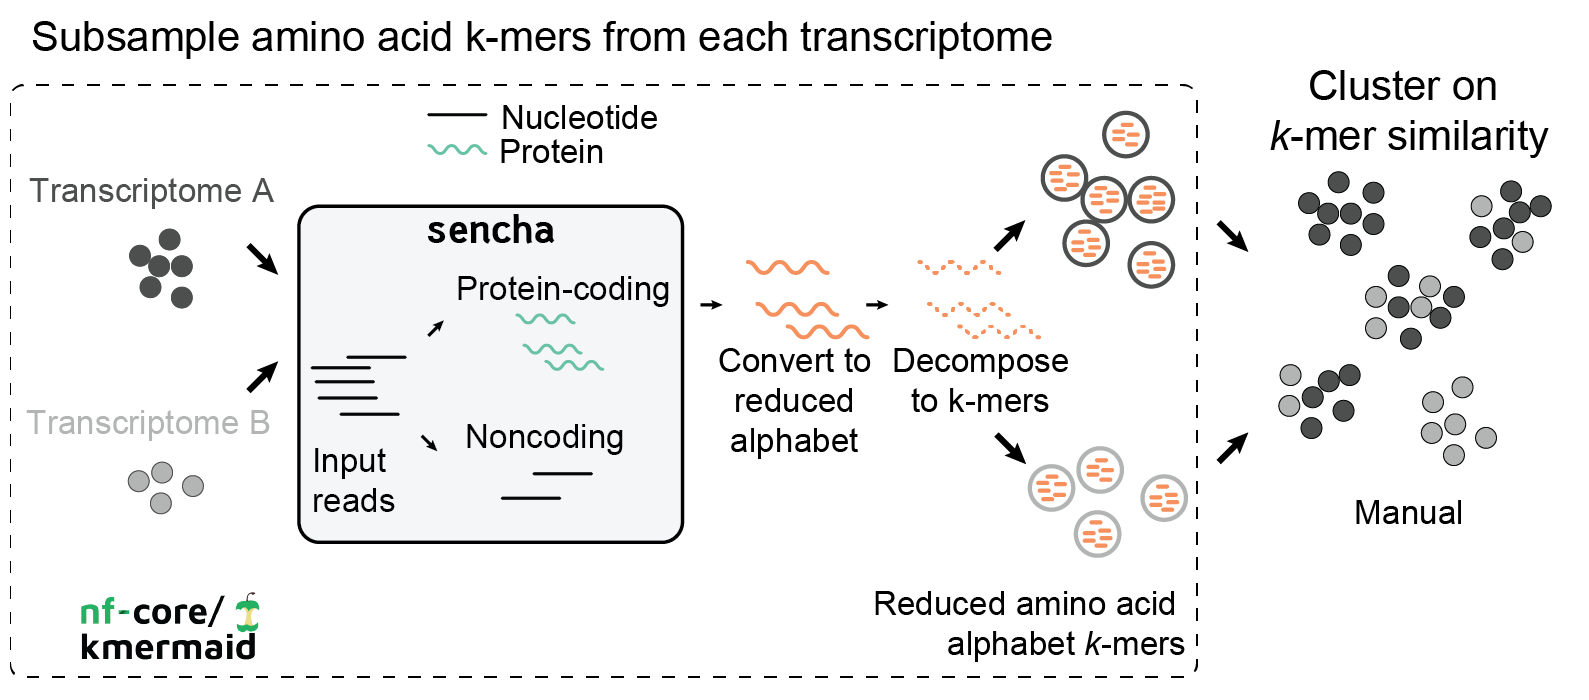 Subsample amino acid k-mers from each transcriptome
Cluster on
k-mer similarity
Nucleotide
Protein
Transcriptome A
sencha
Protein-coding
Transcriptome B
Input
reads
Noncoding
Convert to
reduced
alphabet
Decompose
to k-mers
Manual
Reduced amino acid
alphabet k-mers
nf-core/
kmermaid